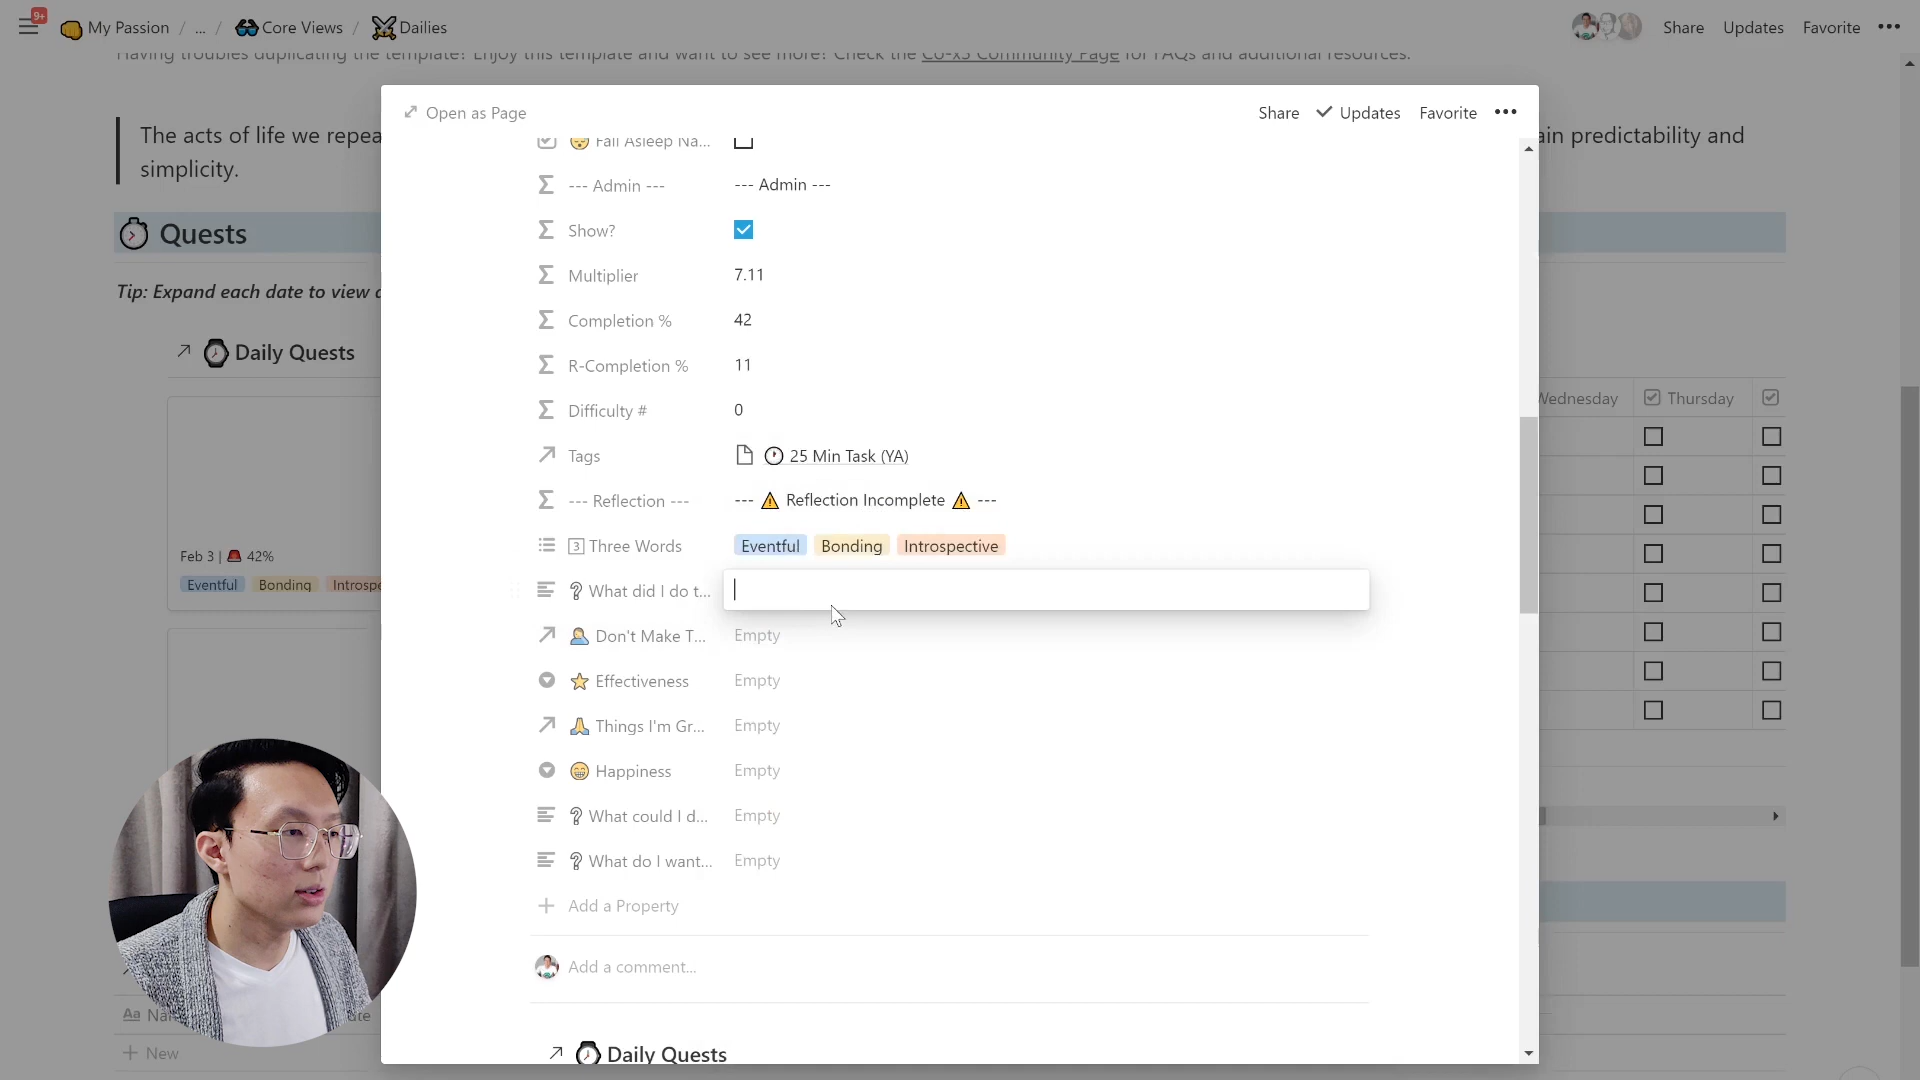 9+ My Passion / ... / Core Views / Dailies Share Updates Favorite
Having troubles duplicating the template? Enjoy this template and want to see more? Check the Co-x3 Community Page for FAQs and additional resources.
Open as Page Share Updates Favorite
The acts of life we repea ain predictability and
simplicity.
Fall Asleep Na...
--- Admin --- --- Admin ---
Show?
Quests
Multiplier 7.11
Tip: Expand each date to view
Completion % 42
Daily Quests
R-Completion % 11
Wednesday Thursday
Difficulty # 0
Tags 25 Min Task (YA)
--- Reflection --- --- Reflection Incomplete ---
3 Three Words Eventful Bonding Introspective
Feb 3 | 42%
Eventful Bonding Introspe
What did I do t...
Don't Make T... Empty
Effectiveness Empty
Things I'm Gr... Empty
Happiness Empty
What could I d... Empty
What do I want... Empty
Add a Property
Add a comment...
Aa Na te
New
Daily Quests